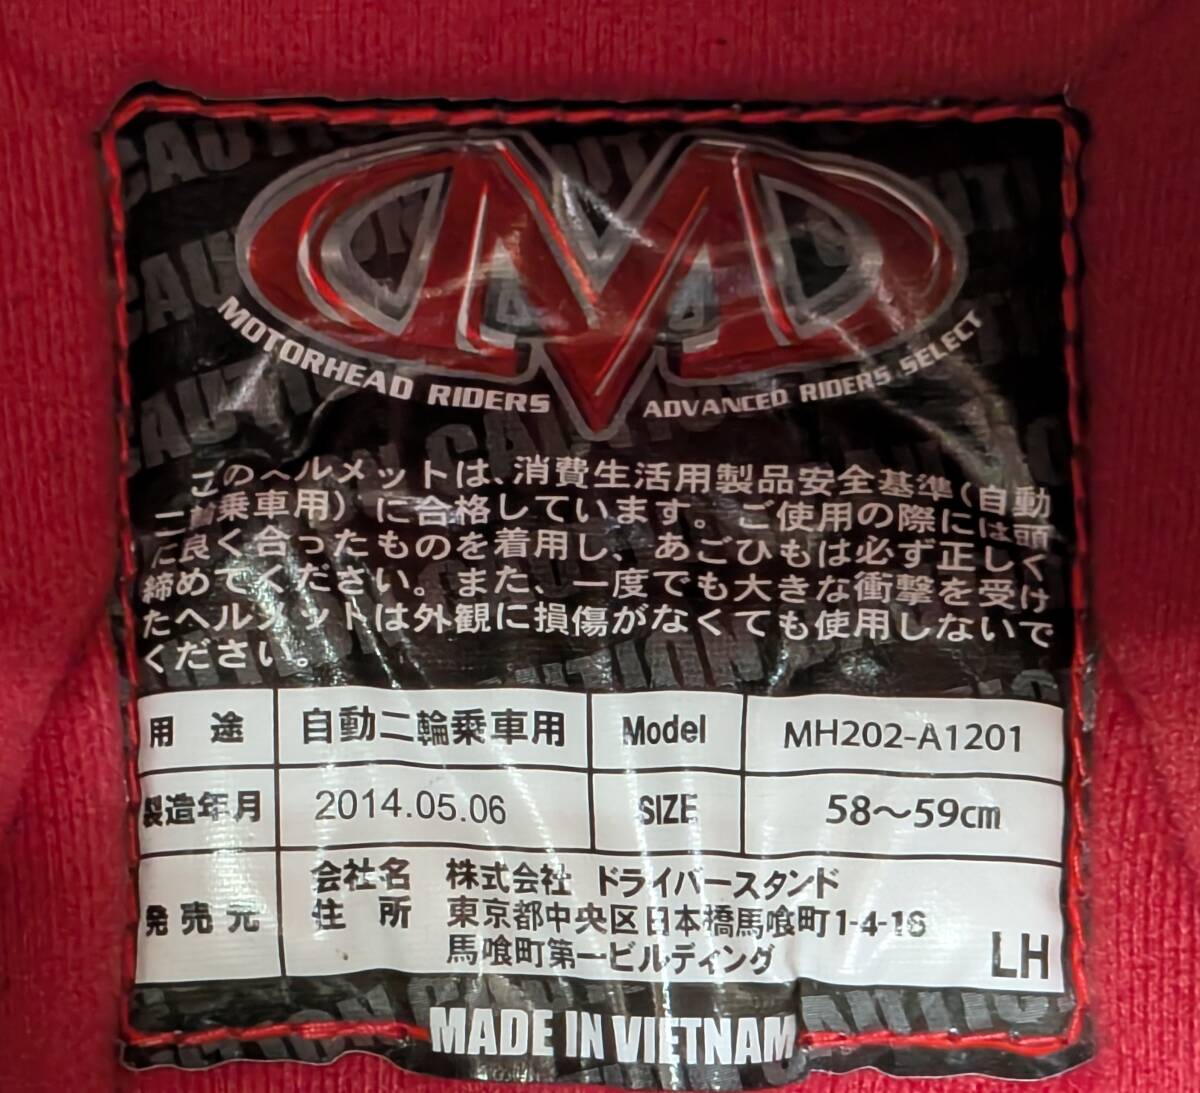 MOTORHEAD RIDERS
ADVANCED RIDERS SELECT
このヘルメットは、消費生活用製品安全基準（自動
二輪乗車用）に合格しています。ご使用の際には頭
に良く合ったものを着用し、あごひもは必ず正しく
締めてください。また、一度でも大きな衝撃を受け
たヘルメットは外観に損傷がなくても使用しないで
ください。
用 途 自動二輪乗車用 Model MH202-A1201
製造年月 2014.05.06 SIZE 58～59cm
発売元 会社名 株式会社 ドライバースタンド
住 所 東京都中央区日本橋馬喰町1-4-16
馬喰町第一ビルディング
LH
MADE IN VIETNAM